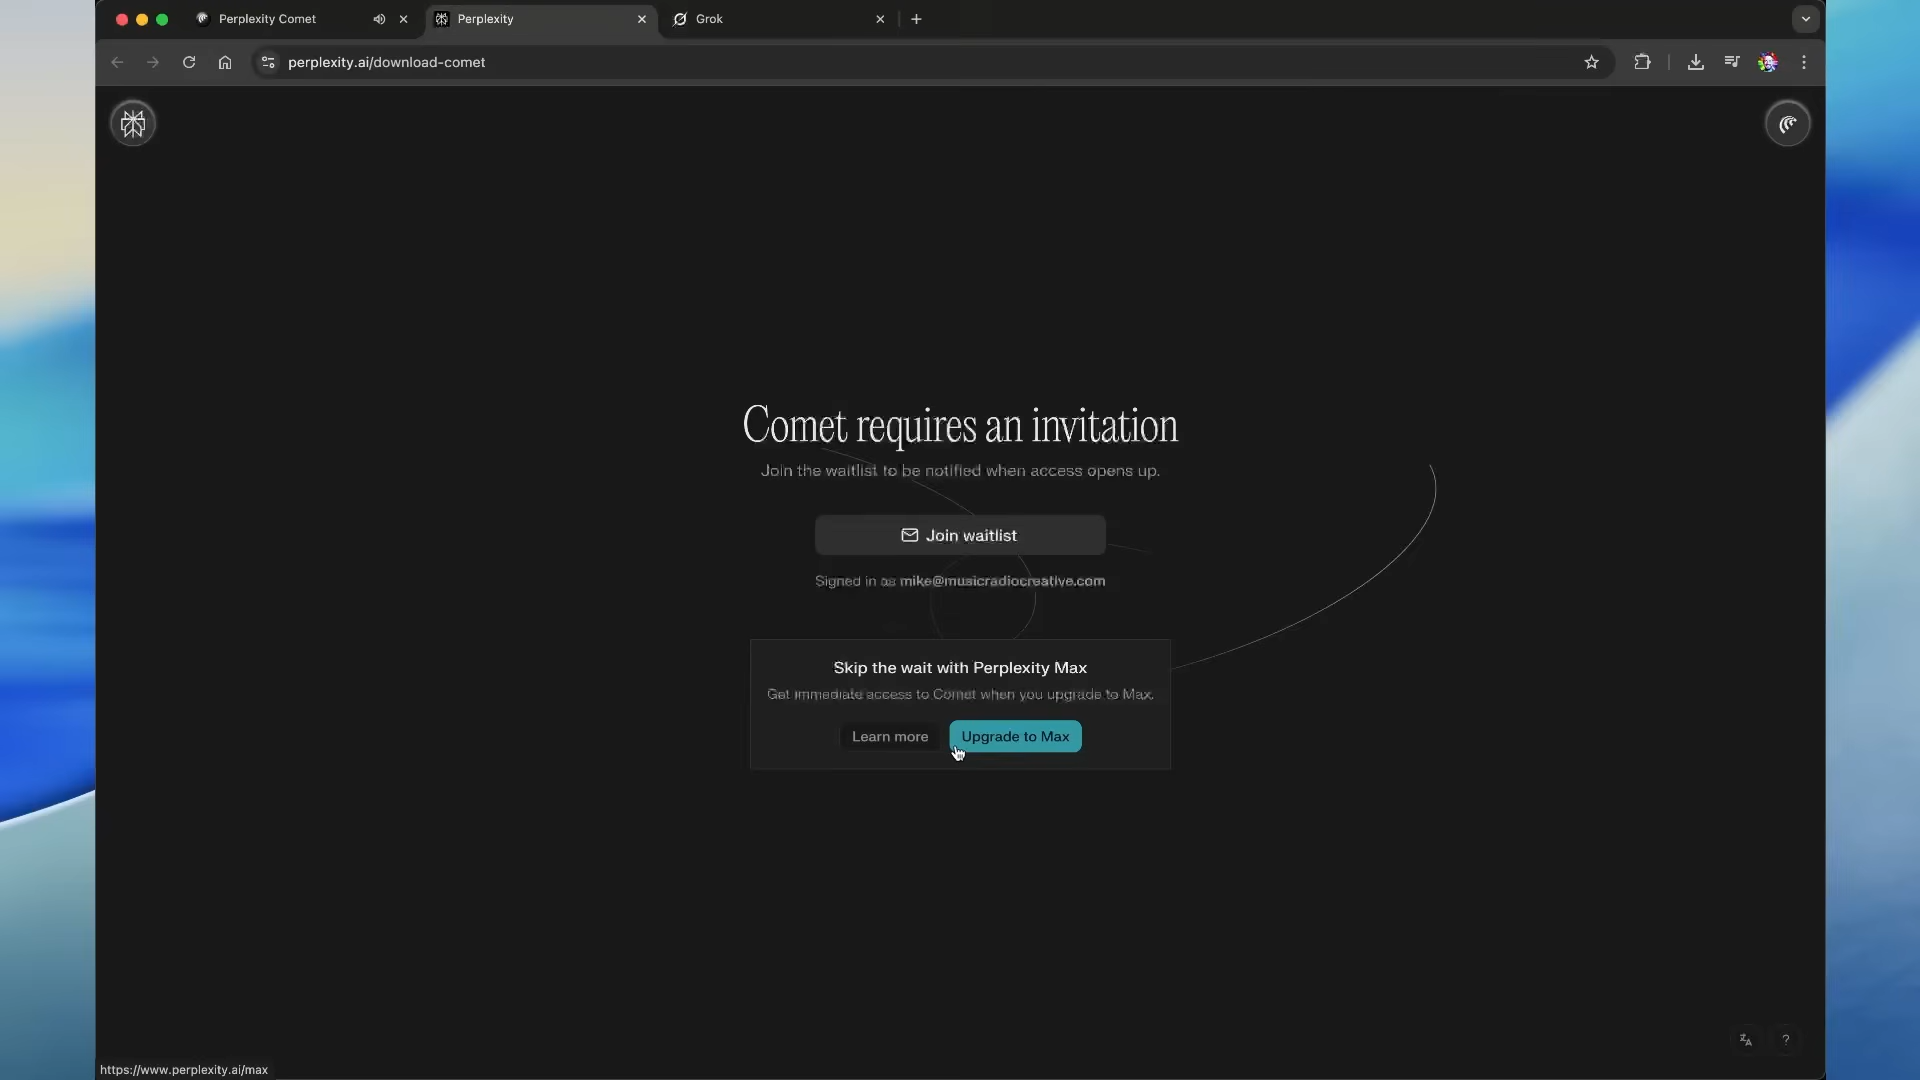 Perplexity Comet
Perplexity
Grok
perplexity.ai/download-comet
Comet requires an invitation
Join the waitlist to be notified when access opens up.
Join waitlist
Signed in as mike@musicradiocreative.com
Skip the wait with Perplexity Max
Get immediate access to Comet when you upgrade to Max.
Learn more
Upgrade to Max
?
https://www.perplexity.ai/max